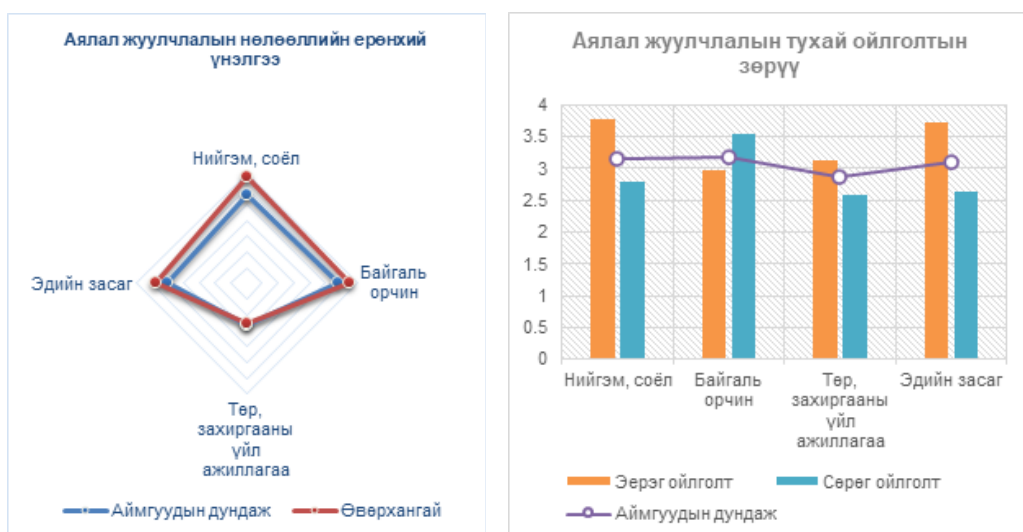 Аялал жуулчлалын нөлөөллийн ерөнхий
үнэлгээ
Нийгэм, соёл
Байгаль
орчин
Төр,
захиргааны
үйл
ажиллагаа
Эдийн засаг
Аймгуудын дундаж
Өвөрхангай
Аялал жуулчлалын тухай ойлголтын
зөрүү
4
3.5
3
2.5
2
1.5
1
0.5
0
Нийгэм, соёл
Байгаль
орчин
Төр,
захиргааны
үйл
ажиллагаа
Эдийн засаг
Эерэг ойлголт
Сөрөг ойлголт
Аймгуудын дундаж